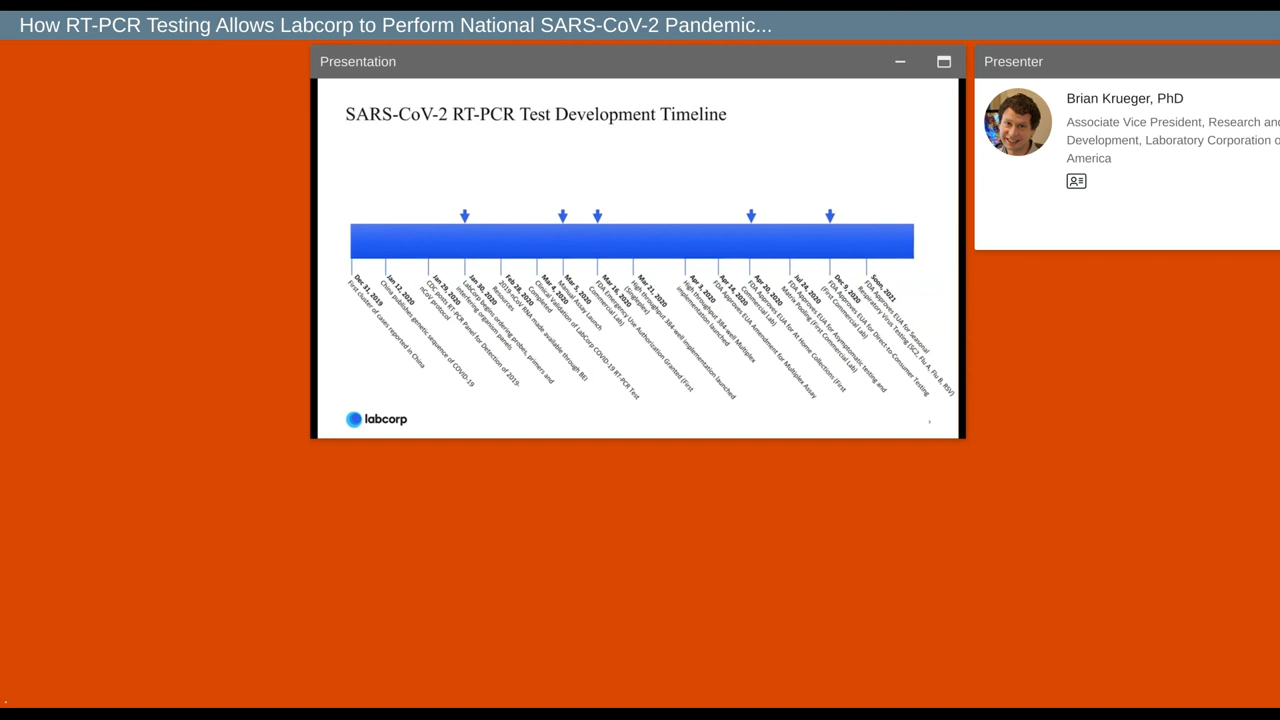 How RT-PCR Testing Allows Labcorp to Perform National SARS-CoV-2 Pandemic...
Presentation
SARS-CoV-2 RT-PCR Test Development Timeline
Dec 31, 2019
First cluster of cases reported in China
Jan 12, 2020
China publishes genetic sequence of COVID-19
Jan 29, 2020
CDC posts RT-PCR Panel for Detection of 2019-
nCoV protocol
Jan 30, 2020
LabCorp begins ordering probes, primers and
interfering organism panels
Feb 28, 2020
2019-nCoV RNA made available through BEI
Resources
Mar 4, 2020
Clinical Validation of LabCorp COVID-19 RT-PCR Test
Completed
Mar 5, 2020
Manual Assay Launch
Mar 16, 2020
FDA Emergency Use Authorization Granted (First
Commercial Lab)
Mar 21, 2020
High throughput 384-well implementation launched
(Singleplex)
Apr 3, 2020
High throughput 384-well Multiplex
implementation launched
Apr 14, 2020
FDA Approves EUA Amendment for Multiplex Assay
Apr 20, 2020
FDA Approves EUA for At Home Collections (First
Commercial Lab)
Jul 24, 2020
FDA Approves EUA for Asymptomatic testing and
Matrix Pooling (First Commercial Lab)
Dec 9, 2020
FDA Approves EUA for Direct-to-Consumer Testing
(First Commercial Lab)
Soon, 2021
FDA Approves EUA for Seasonal
Respiratory Virus Testing (SC2, Flu A, Flu B, RSV)
labcorp
Presenter
Brian Krueger, PhD
Associate Vice President, Research and
Development, Laboratory Corporation o
America